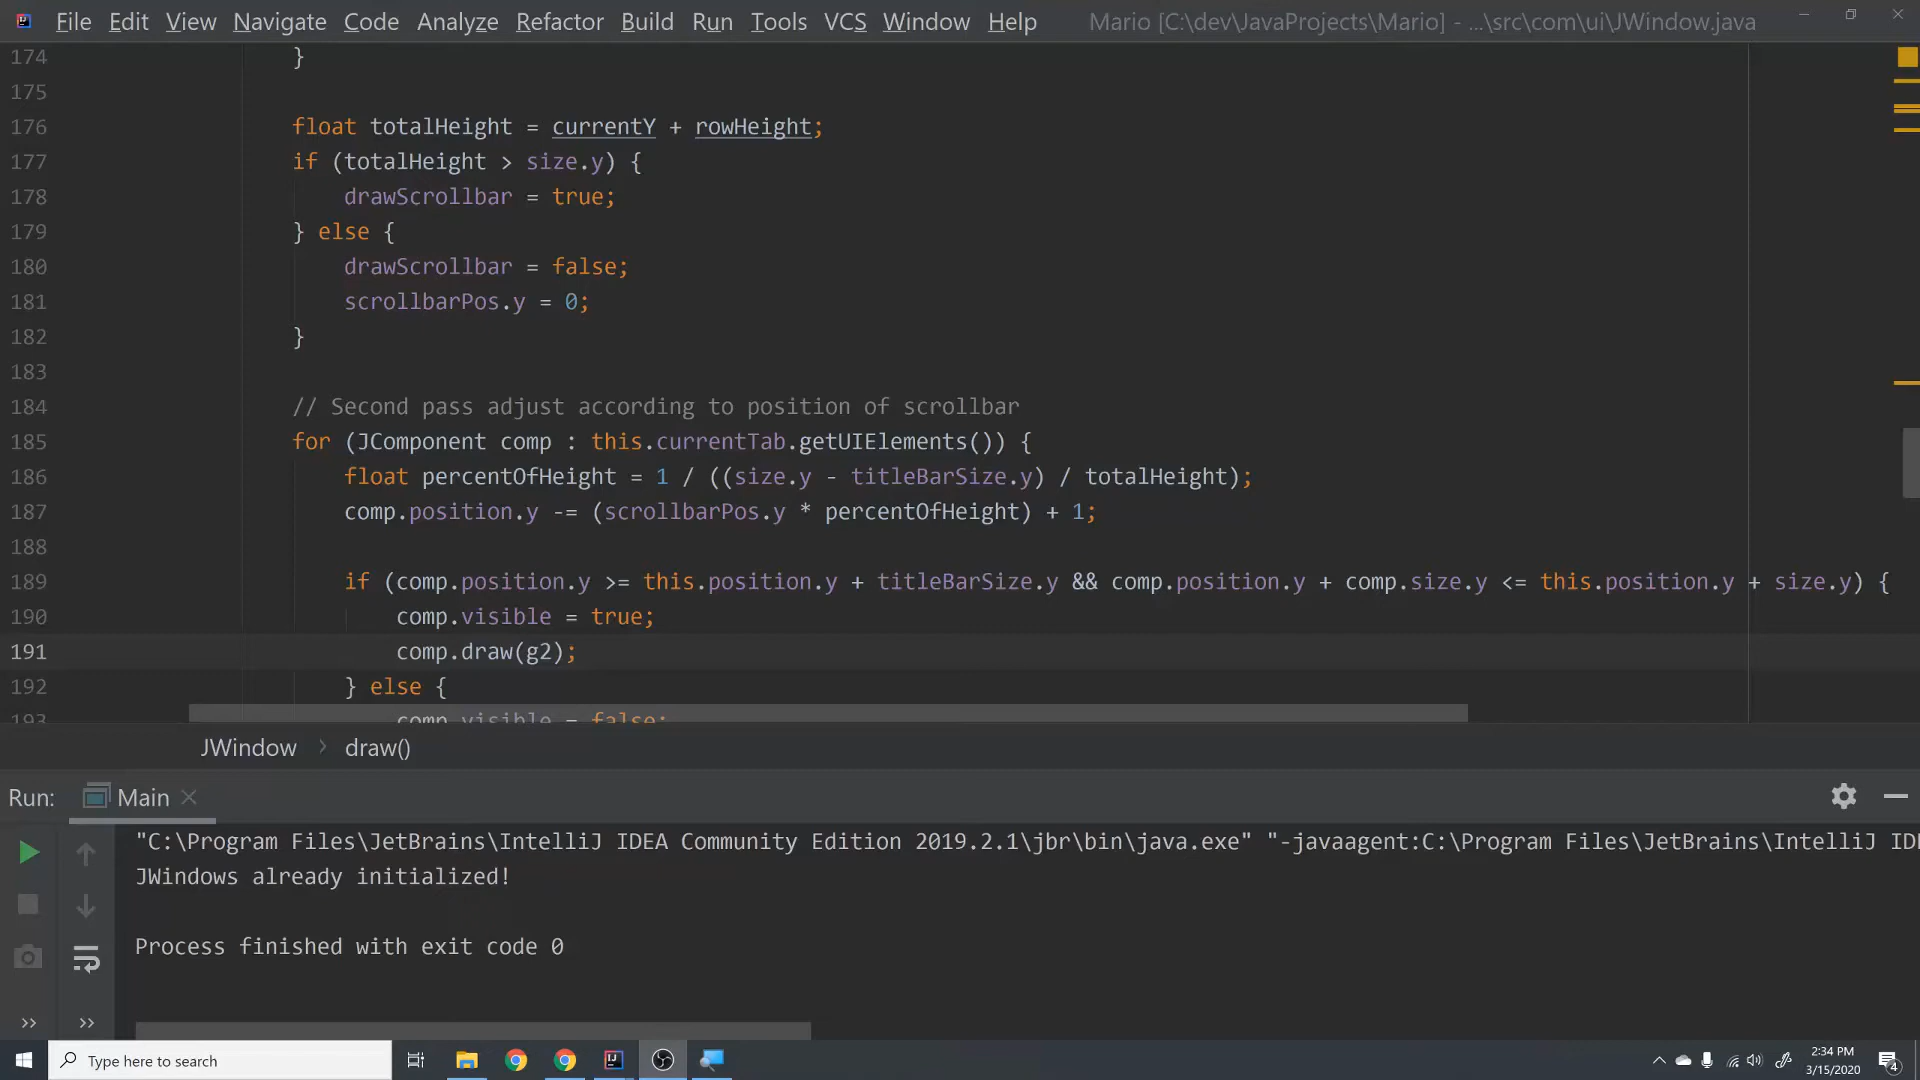 File Edit View Navigate Code Analyze Refactor Build Run Tools VCS Window Help Mario [C:\dev\JavaProjects\Mario] - ...\src\com\ui\JWindow.java
174 }
175
176 float totalHeight = currentY + rowHeight;
177 if (totalHeight > size.y) {
178 drawScrollbar = true;
179 } else {
180 drawScrollbar = false;
181 scrollbarPos.y = 0;
182 }
183
184 // Second pass adjust according to position of scrollbar
185 for (JComponent comp : this.currentTab.getUIElements()) {
186 float percentOfHeight = 1 / ((size.y - titleBarSize.y) / totalHeight);
187 comp.position.y -= (scrollbarPos.y * percentOfHeight) + 1;
188
189 if (comp.position.y >= this.position.y + titleBarSize.y && comp.position.y + comp.size.y <= this.position.y + size.y) {
190 comp.visible = true;
191 comp.draw(g2);
192 } else {
193 comp.visible = false;
JWindow > draw()
Run: Main
"C:\Program Files\JetBrains\IntelliJ IDEA Community Edition 2019.2.1\jbr\bin\java.exe" "-javaagent:C:\Program Files\JetBrains\IntelliJ ID
JWindows already initialized!
Process finished with exit code 0
Type here to search
2:34 PM
3/15/2020
4